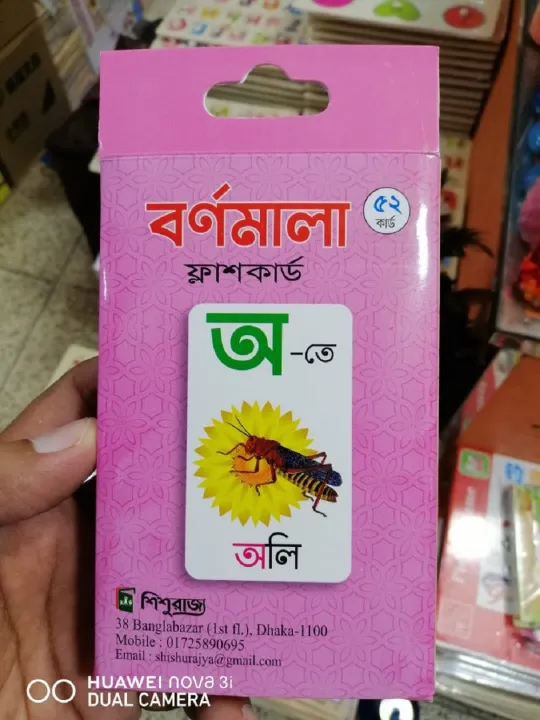 বর্ণমালা
৫২
কার্ড
ফ্লাশকার্ড
অ -তে
অলি
শিশুরাজ্য
38 Banglabazar (1st fl.), Dhaka-1100
Mobile : 01725890695
Email : shishurajya@gmail.com
HUAWEI nova 3i
DUAL CAMERA